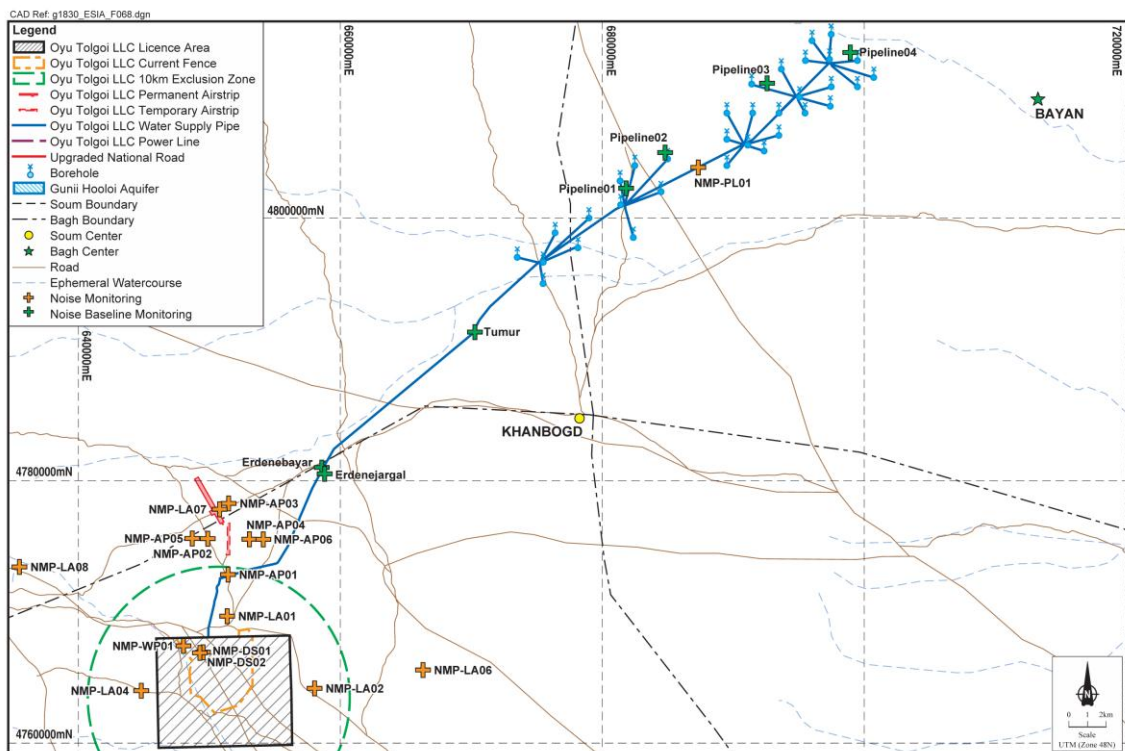 CAD Ref: g1830_ESIA_F068.dgn
Legend
Oyu Tolgoi LLC Licence Area
Oyu Tolgoi LLC Current Fence
Oyu Tolgoi LLC 10km Exclusion Zone
Oyu Tolgoi LLC Permanent Airstrip
Oyu Tolgoi LLC Temporary Airstrip
Oyu Tolgoi LLC Water Supply Pipe
Oyu Tolgoi LLC Power Line
Upgraded National Road
Borehole
Gunii Hooloi Aquifer
Soum Boundary
Bagh Boundary
Soum Center
Bagh Center
Road
Ephemeral Watercourse
Noise Monitoring
Noise Baseline Monitoring
660000mE
680000mE
720000mE
Pipeline04
Pipeline03
BAYAN
Pipeline02
NMP-PL01
Pipeline01
4800000mN
640000mE
Tumur
KHANBOGD
Erdenebayar
4780000mN
Erdenejargal
NMP-AP03
NMP-LA07
NMP-AP04
NMP-AP05
NMP-AP06
NMP-AP02
NMP-LA08
NMP-AP01
NMP-LA01
NMP-WP01
NMP-DS01
NMP-DS02
NMP-LA06
NMP-LA04
NMP-LA02
4760000mN
N
0 1 2km
Scale
UTM (Zone 48N)